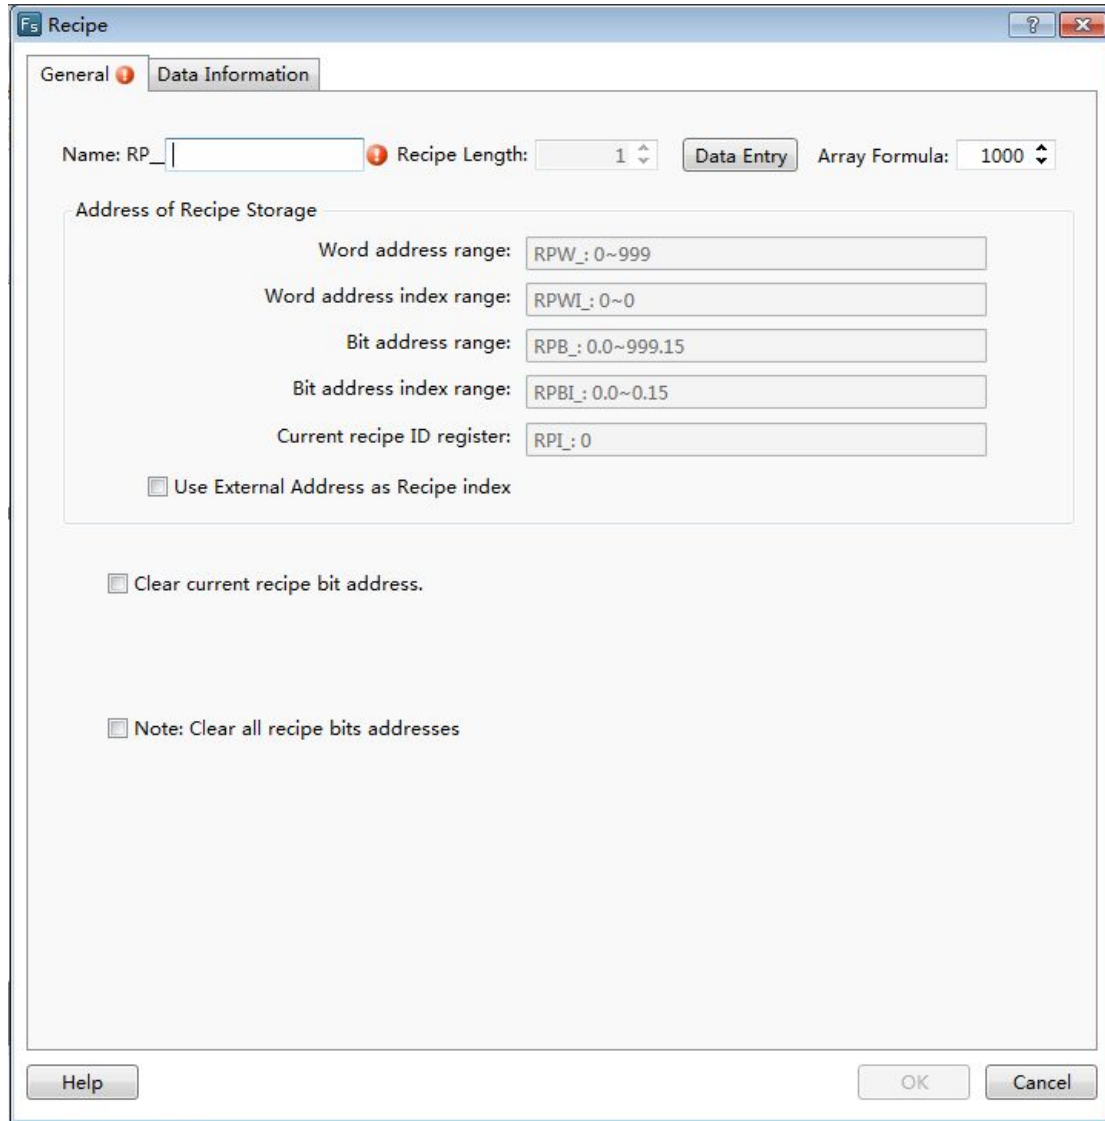 Fs Recipe
General Data Information
Name: RP_ Recipe Length: 1 Data Entry Array Formula: 1000
Address of Recipe Storage
Word address range: RPW_: 0~999
Word address index range: RPWI_: 0~0
Bit address range: RPB_: 0.0~999.15
Bit address index range: RPBI_: 0.0~0.15
Current recipe ID register: RPI_: 0
Use External Address as Recipe index
Clear current recipe bit address.
Note: Clear all recipe bits addresses
Help OK Cancel